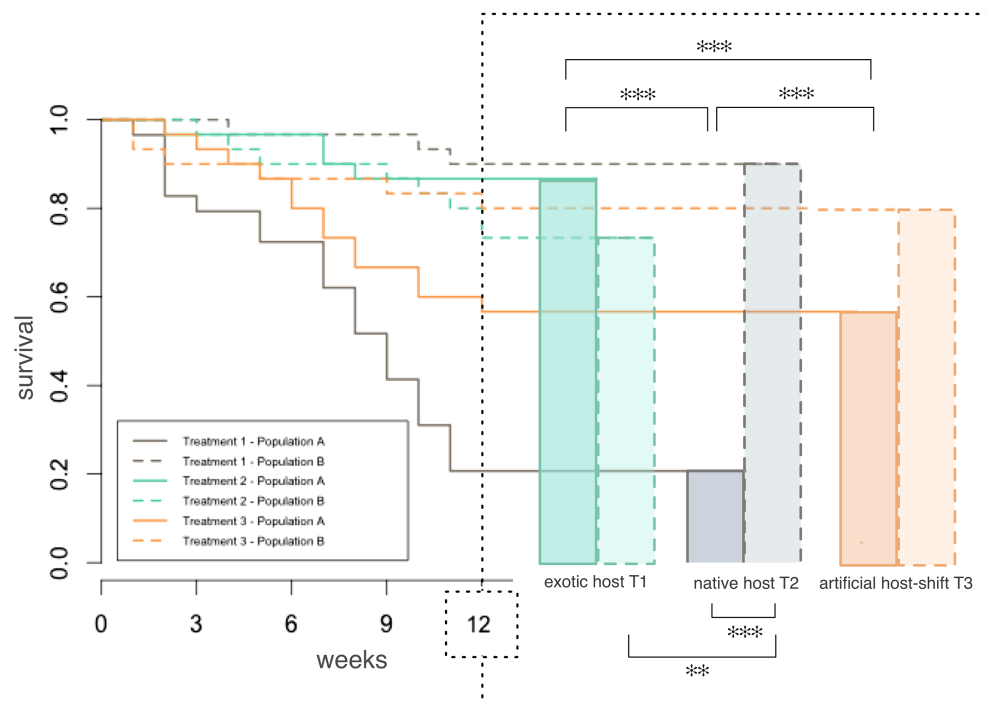 ***
***
***
1.0
0.8
0.6
0.4
0.2
0.0
survival
Treatment 1 - Population A
Treatment 1 - Population B
Treatment 2 - Population A
Treatment 2 - Population B
Treatment 3 - Population A
Treatment 3 - Population B
exotic host T1
native host T2
artificial host-shift T3
0
3
6
9
12
weeks
***
**